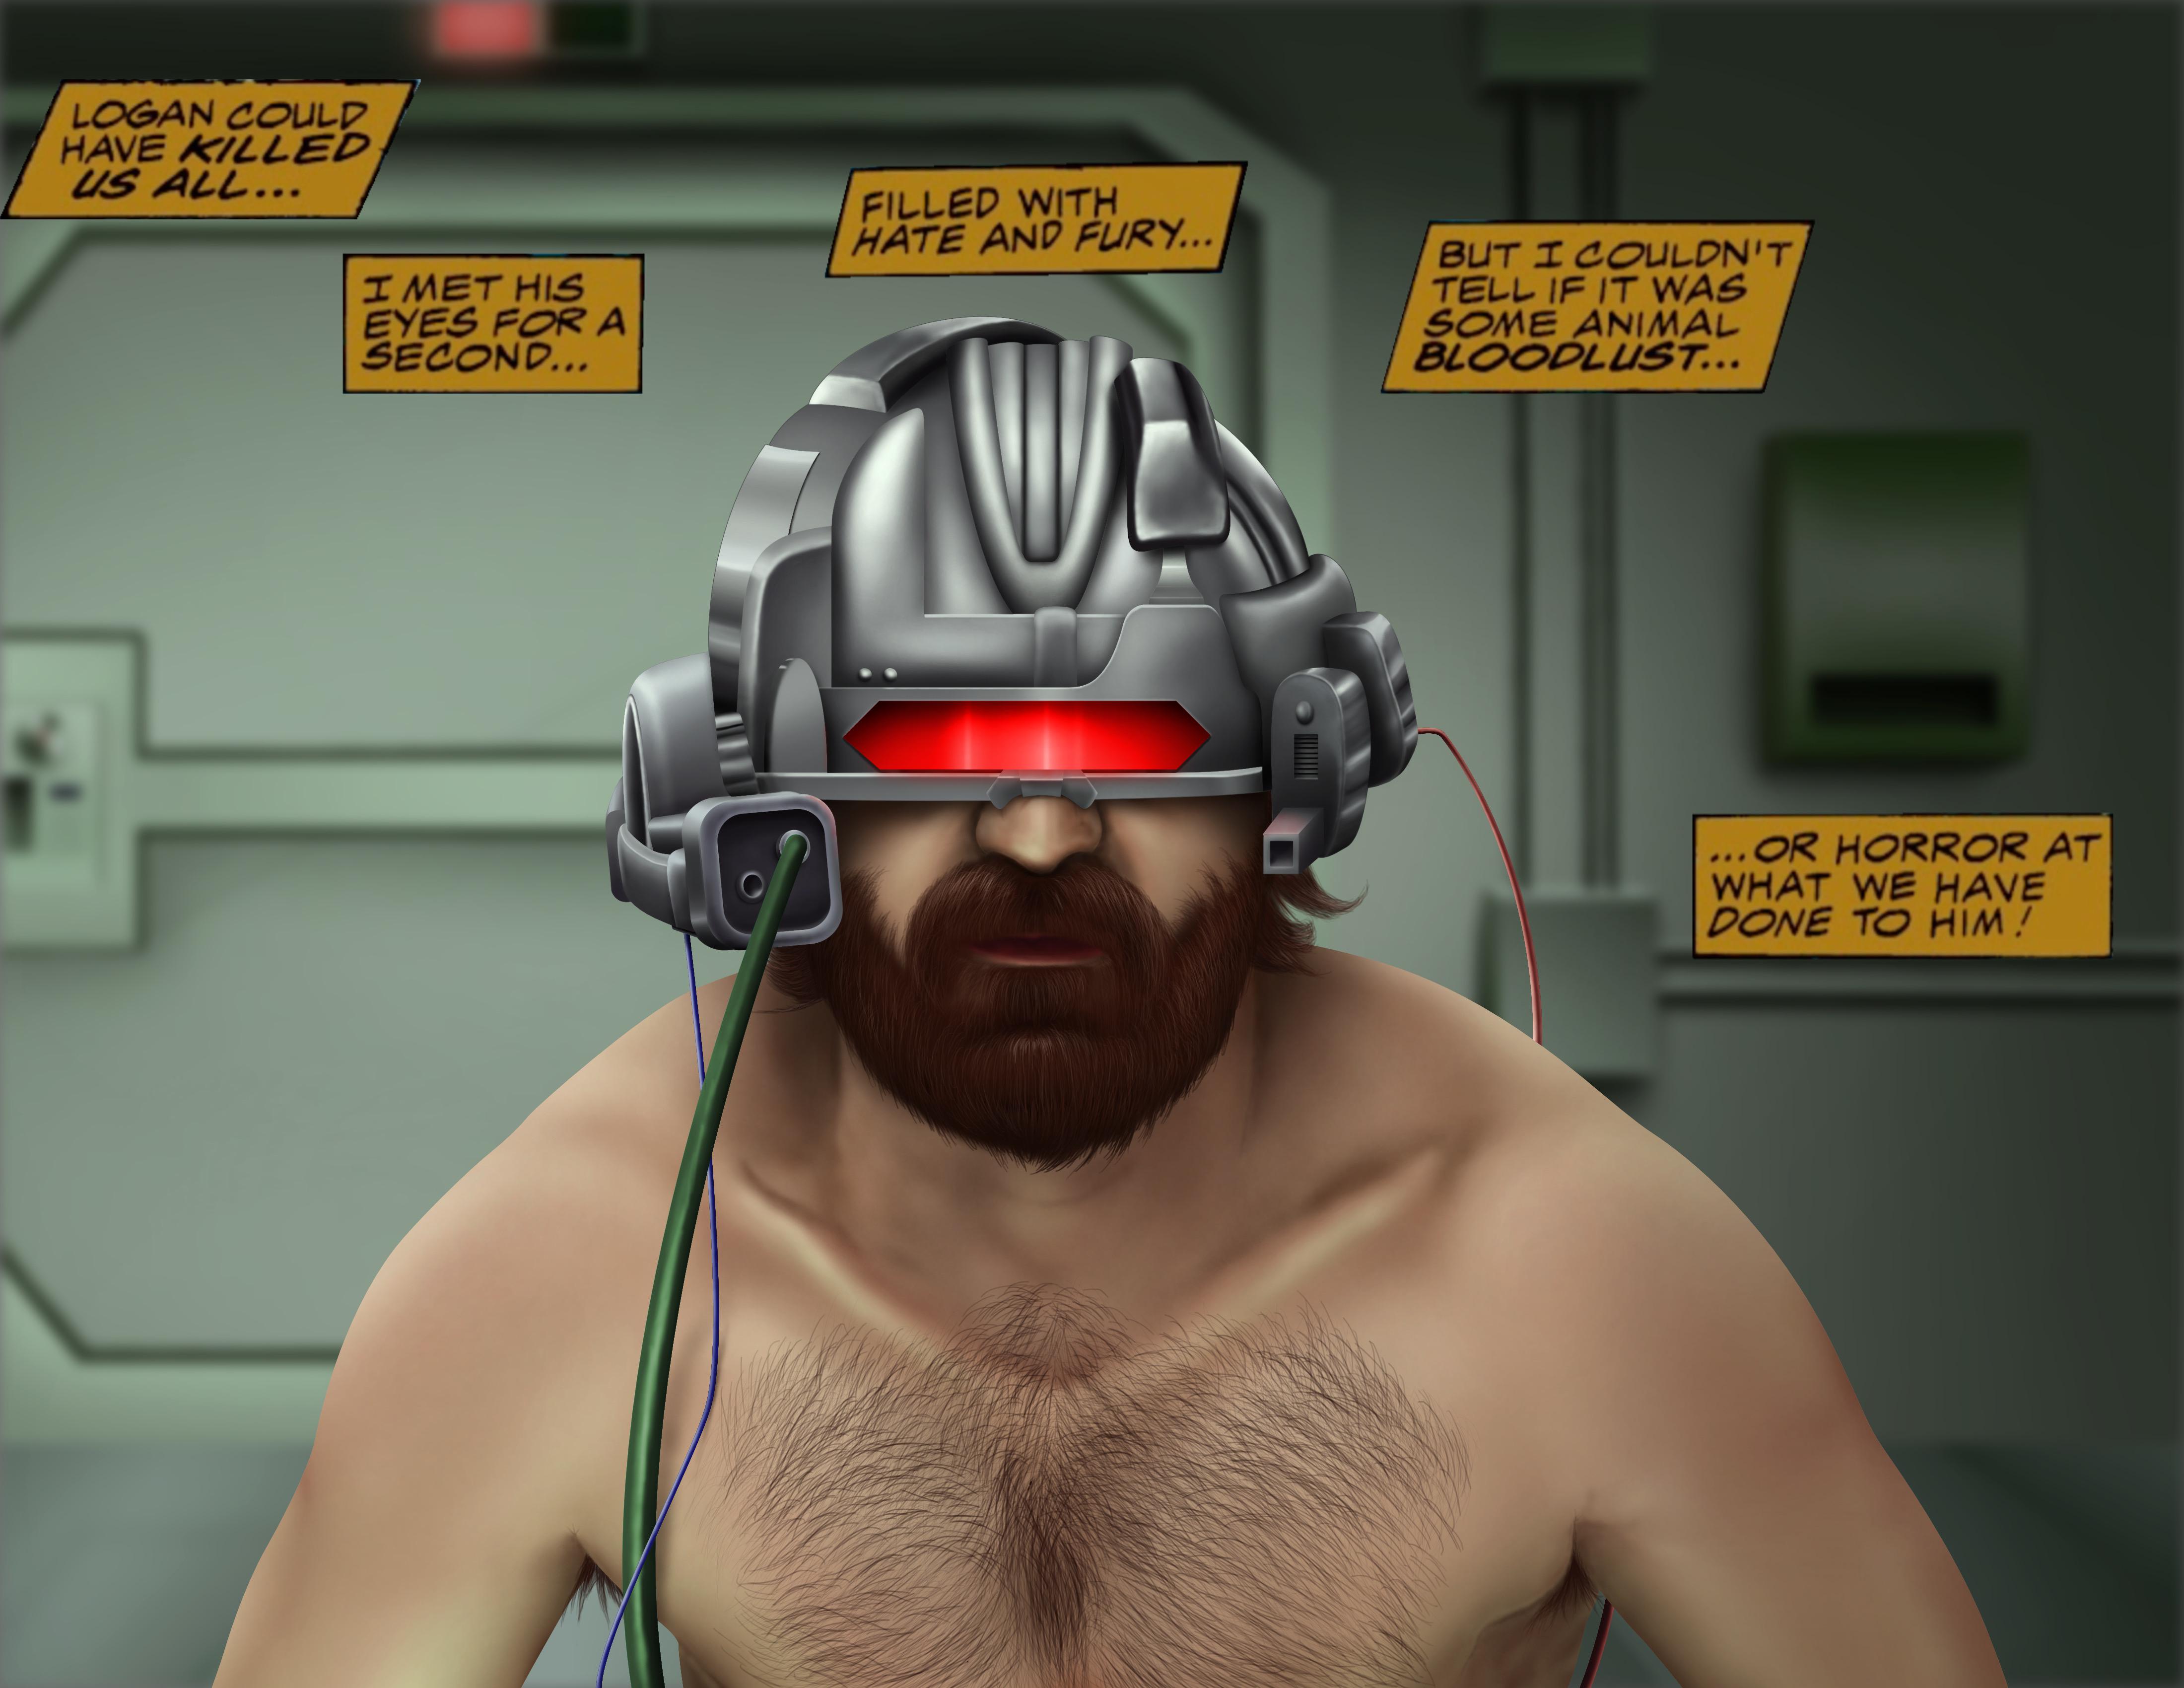 LOGAN COULD
HAVE KILLED
US ALL...
I MET HIS
EYES FOR A
SECOND...
FILLED WITH
HATE AND FURY...
BUT I COULDN'T
TELL IF IT WAS
SOME ANIMAL
BLOODLUST...
...OR HORROR AT
WHAT WE HAVE
DONE TO HIM!